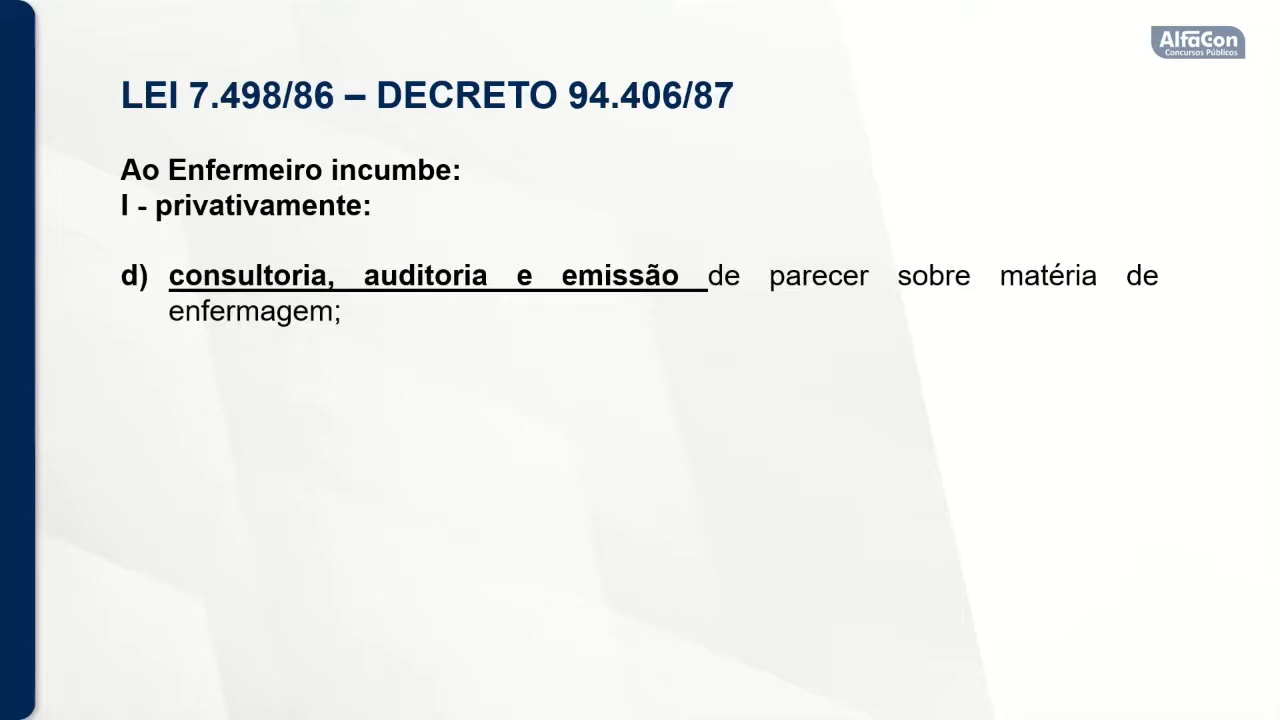 AlfaCon
Concursos Públicos
LEI 7.498/86 – DECRETO 94.406/87
Ao Enfermeiro incumbe:
I - privativamente:
d) consultoria, auditoria e emissão de parecer sobre matéria de
enfermagem;